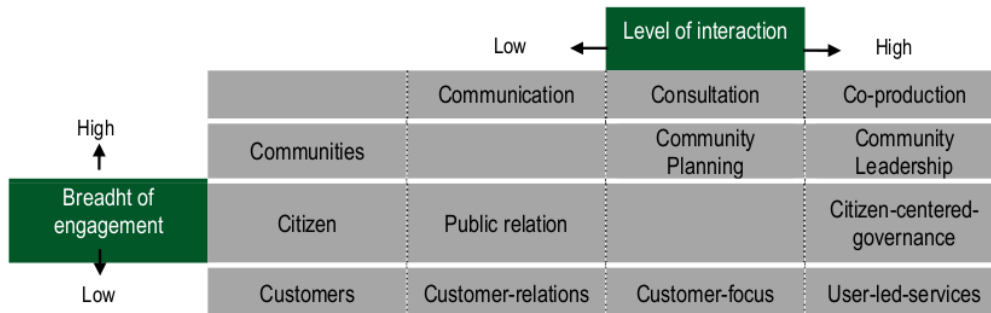 Level of interaction
Low
High
Communication
Consultation
Co-production
High
Communities
Community
Planning
Community
Leadership
Breadht of
engagement
Citizen
Public relation
Citizen-centered-
governance
Low
Customers
Customer-relations
Customer-focus
User-led-services